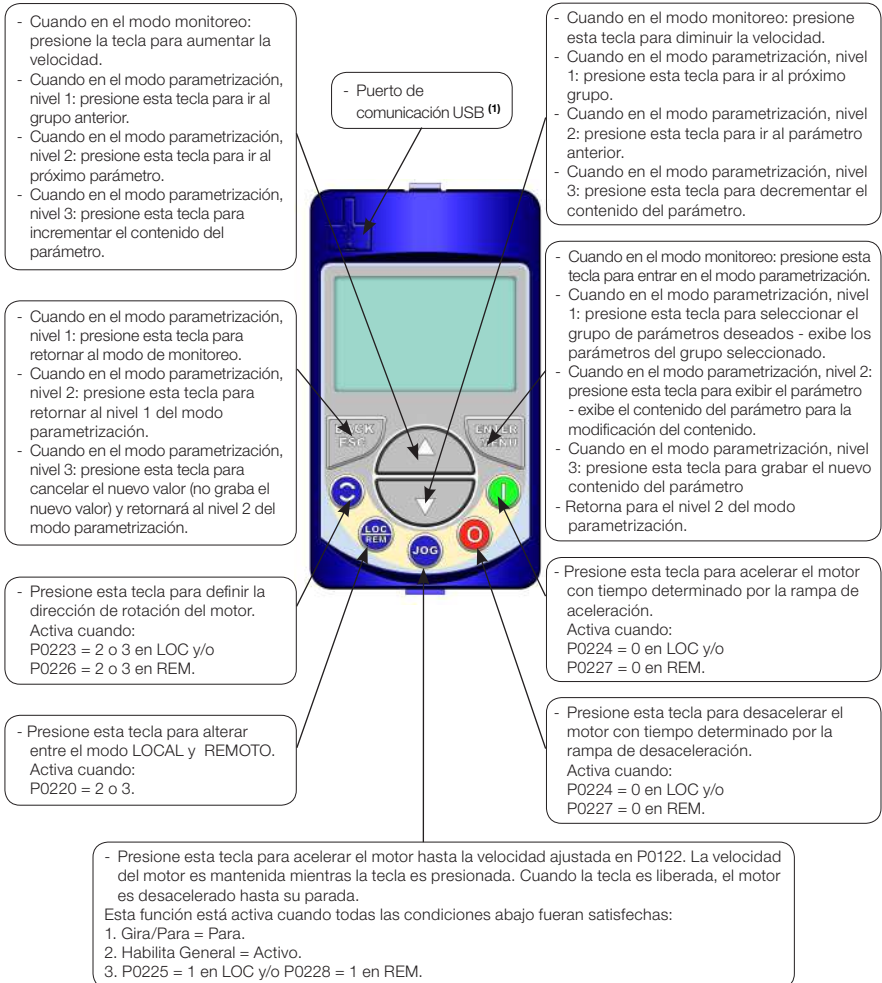 - Cuando en el modo monitoreo:
presione la tecla para aumentar la
velocidad.
- Cuando en el modo parametrización,
nivel 1: presione esta tecla para ir al
grupo anterior.
- Cuando en el modo parametrización,
nivel 2: presione esta tecla para ir al
próximo parámetro.
- Cuando en el modo parametrización,
nivel 3: presione esta tecla para
incrementar el contenido del
parámetro.
- Puerto de
comunicación USB (1)
- Cuando en el modo monitoreo: presione
esta tecla para diminuir la velocidad.
- Cuando en el modo parametrización, nivel
1: presione esta tecla para ir al próximo
grupo.
- Cuando en el modo parametrización, nivel
2: presione esta tecla para ir al parámetro
anterior.
- Cuando en el modo parametrización, nivel
3: presione esta tecla para decrementar el
contenido del parámetro.
- Cuando en el modo parametrización,
nivel 1: presione esta tecla para
retornar al modo de monitoreo.
- Cuando en el modo parametrización,
nivel 2: presione esta tecla para
retornar al nivel 1 del modo
parametrización.
- Cuando en el modo parametrización,
nivel 3: presione esta tecla para
cancelar el nuevo valor (no graba el
nuevo valor) y retornará al nivel 2 del
modo parametrización.
- Cuando en el modo monitoreo: presione esta
tecla para entrar en el modo parametrización.
- Cuando en el modo parametrización, nivel
1: presione esta tecla para seleccionar el
grupo de parámetros deseados - exibe los
parámetros del grupo seleccionado.
- Cuando en el modo parametrización, nivel 2:
presione esta tecla para exibir el parámetro
- exibe el contenido del parámetro para la
modificación del contenido.
- Cuando en el modo parametrización, nivel
3: presione esta tecla para grabar el nuevo
contenido del parámetro
- Retorna para el nivel 2 del modo
parametrización.
BACK
ESC
ENTER
MENU
LOC
REM
JOG
- Presione esta tecla para definir la
dirección de rotación del motor.
Activa cuando:
P0223 = 2 o 3 en LOC y/o
P0226 = 2 o 3 en REM.
- Presione esta tecla para acelerar el motor
con tiempo determinado por la rampa de
aceleración.
Activa cuando:
P0224 = 0 en LOC y/o
P0227 = 0 en REM.
- Presione esta tecla para alterar
entre el modo LOCAL y REMOTO.
Activa cuando:
P0220 = 2 o 3.
- Presione esta tecla para desacelerar el
motor con tiempo determinado por la
rampa de desaceleración.
Activa cuando:
P0224 = 0 en LOC y/o
P0227 = 0 en REM.
- Presione esta tecla para acelerar el motor hasta la velocidad ajustada en P0122. La velocidad
del motor es mantenida mientras la tecla es presionada. Cuando la tecla es liberada, el motor
es desacelerado hasta su parada.
Esta función está activa cuando todas las condiciones abajo fueran satisfechas:
1. Gira/Para = Para.
2. Habilita General = Activo.
3. P0225 = 1 en LOC y/o P0228 = 1 en REM.